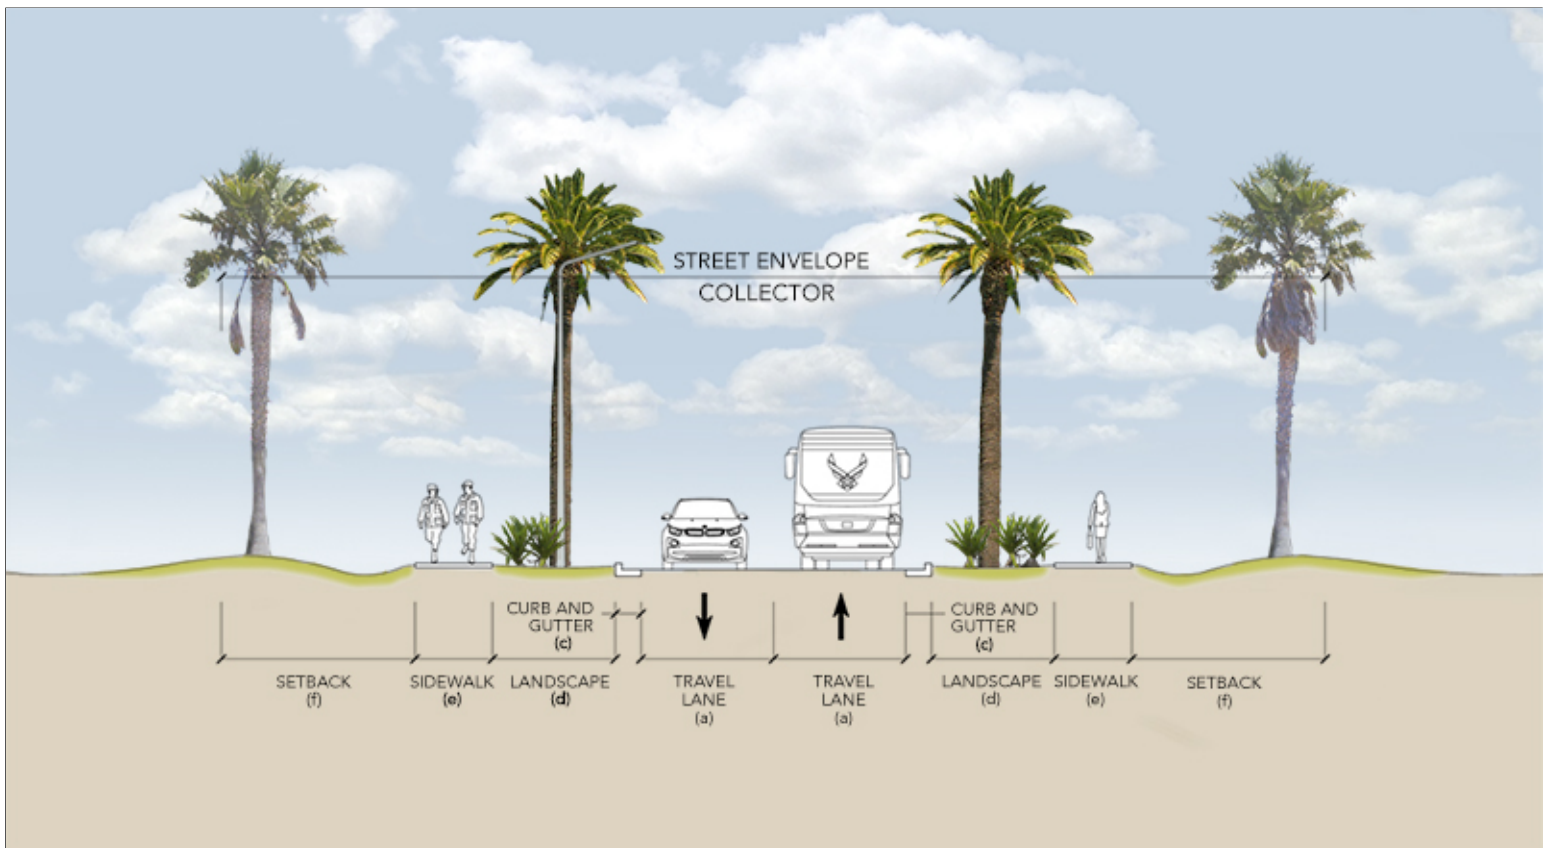 STREET ENVELOPE
COLLECTOR
CURB AND
GUTTER
(c)
CURB AND
GUTTER
(c)
SETBACK
(f)
SIDEWALK
(e)
LANDSCAPE
(d)
TRAVEL
LANE
(a)
TRAVEL
LANE
(a)
LANDSCAPE
(d)
SIDEWALK
(e)
SETBACK
(f)